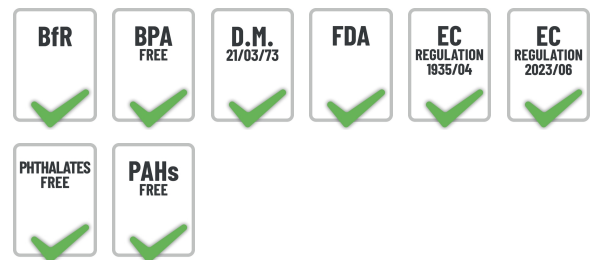 BfR
BPA
FREE
D.M.
21/03/73
FDA
EC
REGULATION
1935/04
EC
REGULATION
2023/06
PHTHALATES
FREE
PAHs
FREE